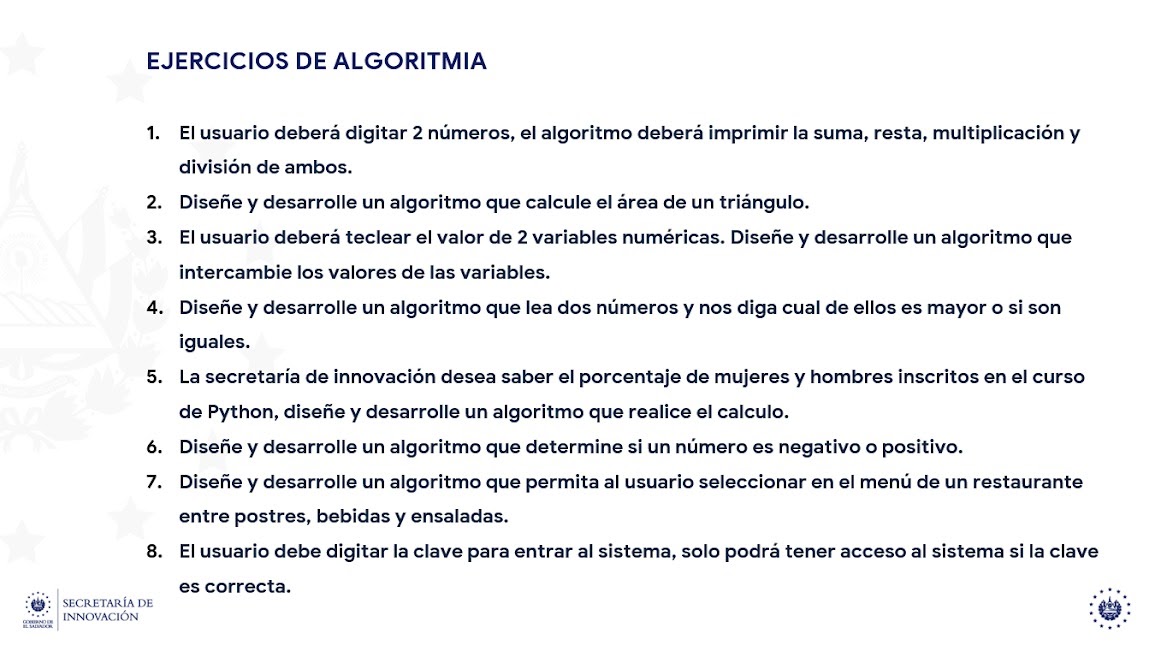 EJERCICIOS DE ALGORITMIA
1. El usuario deberá digitar 2 números, el algoritmo deberá imprimir la suma, resta, multiplicación y
división de ambos.
2. Diseñe y desarrolle un algoritmo que calcule el área de un triángulo.
3. El usuario deberá teclear el valor de 2 variables numéricas. Diseñe y desarrolle un algoritmo que
intercambie los valores de las variables.
4. Diseñe y desarrolle un algoritmo que lea dos números y nos diga cual de ellos es mayor o si son
iguales.
5. La secretaría de innovación desea saber el porcentaje de mujeres y hombres inscritos en el curso
de Python, diseñe y desarrolle un algoritmo que realice el calculo.
6. Diseñe y desarrolle un algoritmo que determine si un número es negativo o positivo.
7. Diseñe y desarrolle un algoritmo que permita al usuario seleccionar en el menú de un restaurante
entre postres, bebidas y ensaladas.
8. El usuario debe digitar la clave para entrar al sistema, solo podrá tener acceso al sistema si la clave
es correcta.
SECRETARÍA DE
INNOVACIÓN
GOBIERNO DE
EL SALVADOR